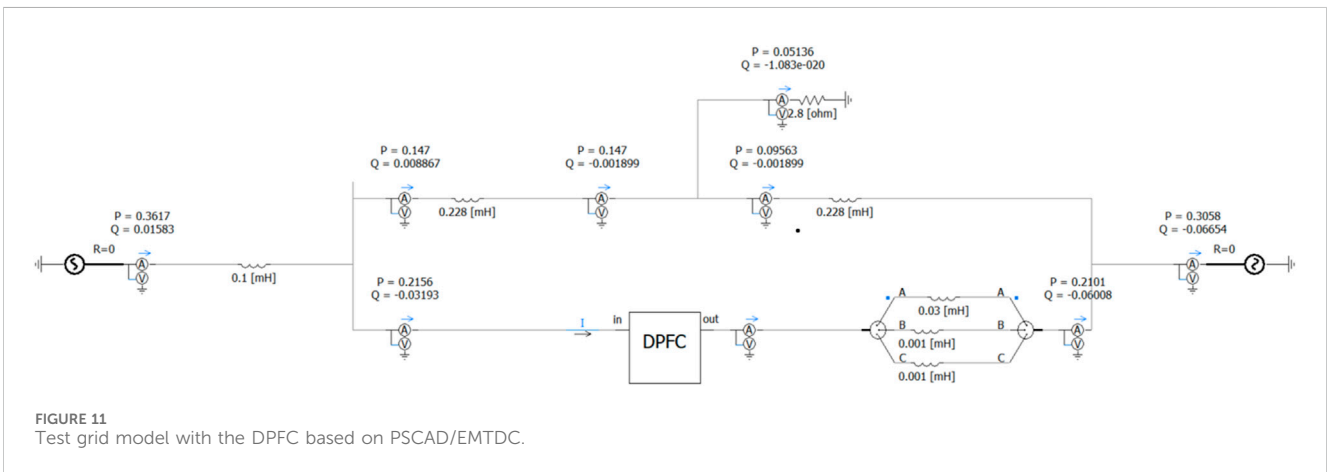 P = 0.05136
Q = -1.083e-020
A
V
2.8 [ohm]
P = 0.147
Q = 0.008867
P = 0.147
Q = -0.001899
P = 0.09563
Q = -0.001899
A
V
0.228 [mH]
A
V
A
V
0.228 [mH]
P = 0.3617
Q = 0.01583
R=0
A
V
0.1 [mH]
P = 0.3058
Q = -0.06654
R=0
A
V
P = 0.2156
Q = -0.03193
A
V
I
in
DPFC
out
A
V
A
0.03 [mH]
A
B
0.001 [mH]
B
C
0.001 [mH]
C
P = 0.2101
Q = -0.06008
A
V
FIGURE 11
Test grid model with the DPFC based on PSCAD/EMTDC.